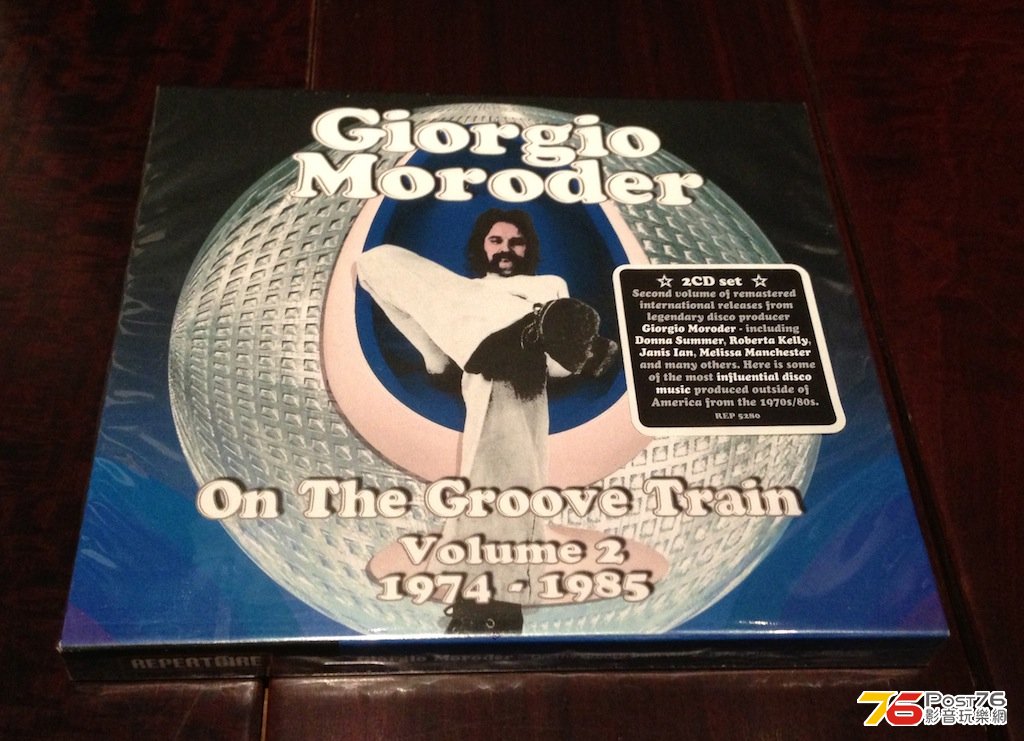 Giorgio
Moroder
☆ 2CD set ☆
Second volume of remastered
international releases from
legendary disco producer
Giorgio Moroder - including
Donna Summer, Roberta Kelly,
Janis Ian, Melissa Manchester
and many others. Here is some
of the most influential disco
music produced outside of
America from the 1970s/80s.
REP 5280
On The Groove Train
Volume 2
1974 - 1985
REPERTOIRE
Giorgio Moroder
76 Post76
影音玩樂網